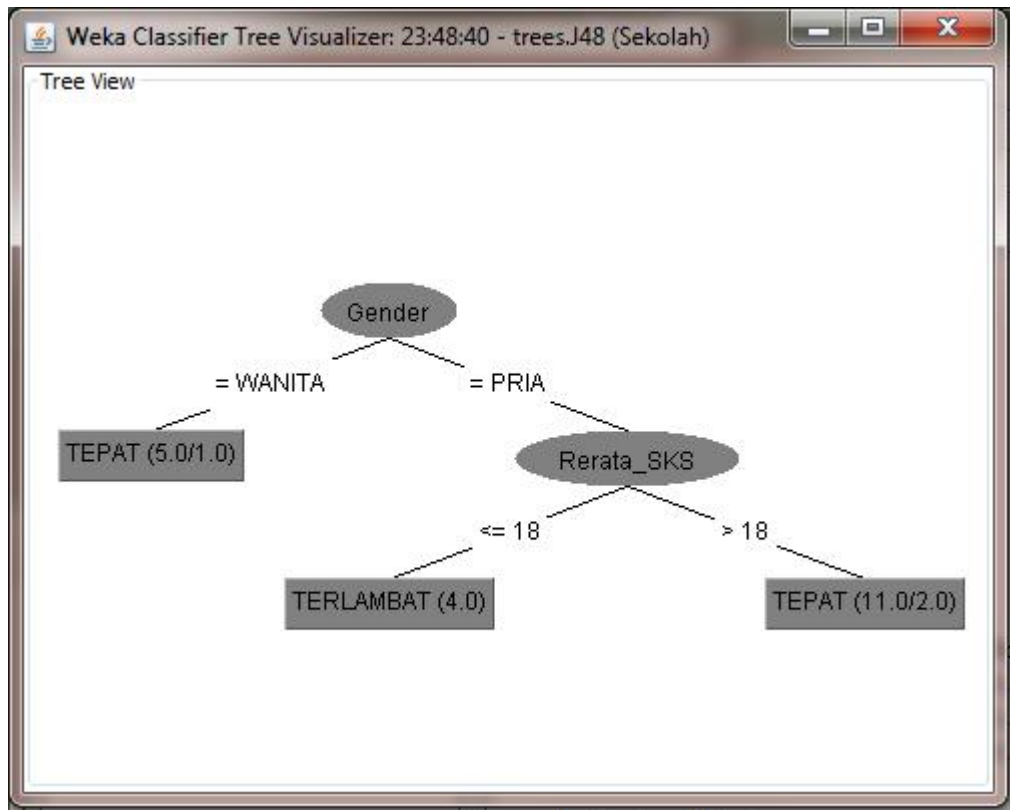 Weka Classifier Tree Visualizer: 23:48:40 - trees.J48 (Sekolah)
Tree View
Gender
= WANITA
= PRIA
TEPAT (5.0/1.0)
Rerata_SKS
<= 18
> 18
TERLAMBAT (4.0)
TEPAT (11.0/2.0)